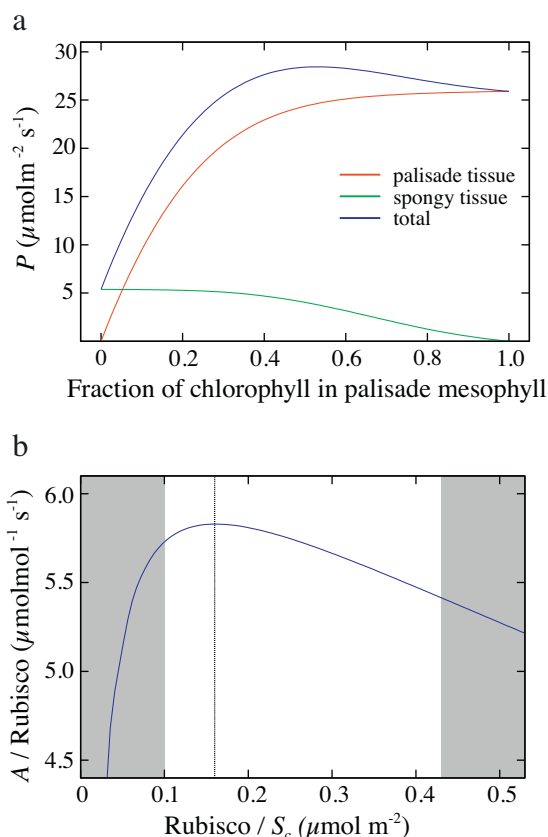 a
30
25
20
15
10
5
P (µmolm⁻² s⁻¹)
palisade tissue
spongy tissue
total
0 0.2 0.4 0.6 0.8 1.0
Fraction of chlorophyll in palisade mesophyll
b
6.0
5.5
5.0
4.5
A / Rubisco (µmolmol⁻¹ s⁻¹)
0 0.1 0.2 0.3 0.4 0.5
Rubisco / Sc (µmol m⁻²)